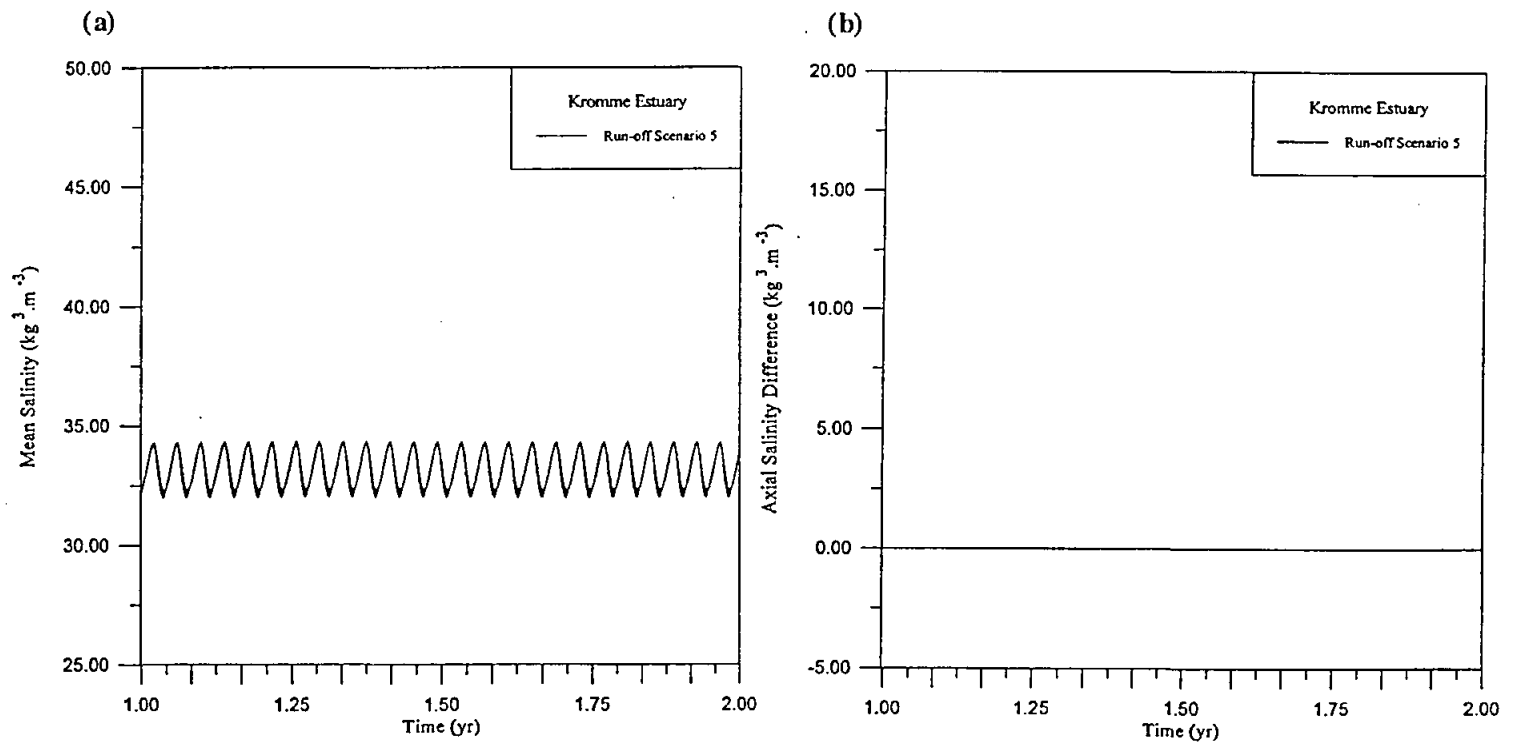 (a)
50.00
45.00
40.00
35.00
30.00
25.00
Mean Salinity (kg ³.m ⁻³)
Kromme Estuary
Run-off Scenario 5
1.00
1.25
1.50
1.75
2.00
Time (yr)
(b)
20.00
15.00
10.00
5.00
0.00
-5.00
Axial Salinity Difference (kg ³.m ⁻³)
Kromme Estuary
Run-off Scenario 5
1.00
1.25
1.50
1.75
2.00
Time (yr)